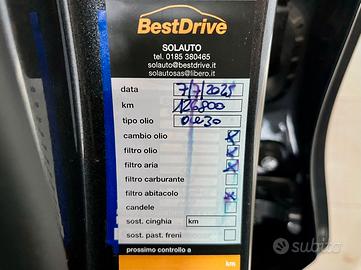 BestDrive
SOLAUTO
tel. 0185 380465
solauto@bestdrive.it
solautosas@libero.it
data 7/7/2025
km 126800
tipo olio 0W30
cambio olio X
filtro olio X
filtro aria X
filtro carburante
filtro abitacolo X
candele
sost. cinghia km
sost. past. freni
prossimo controllo a
km
subito